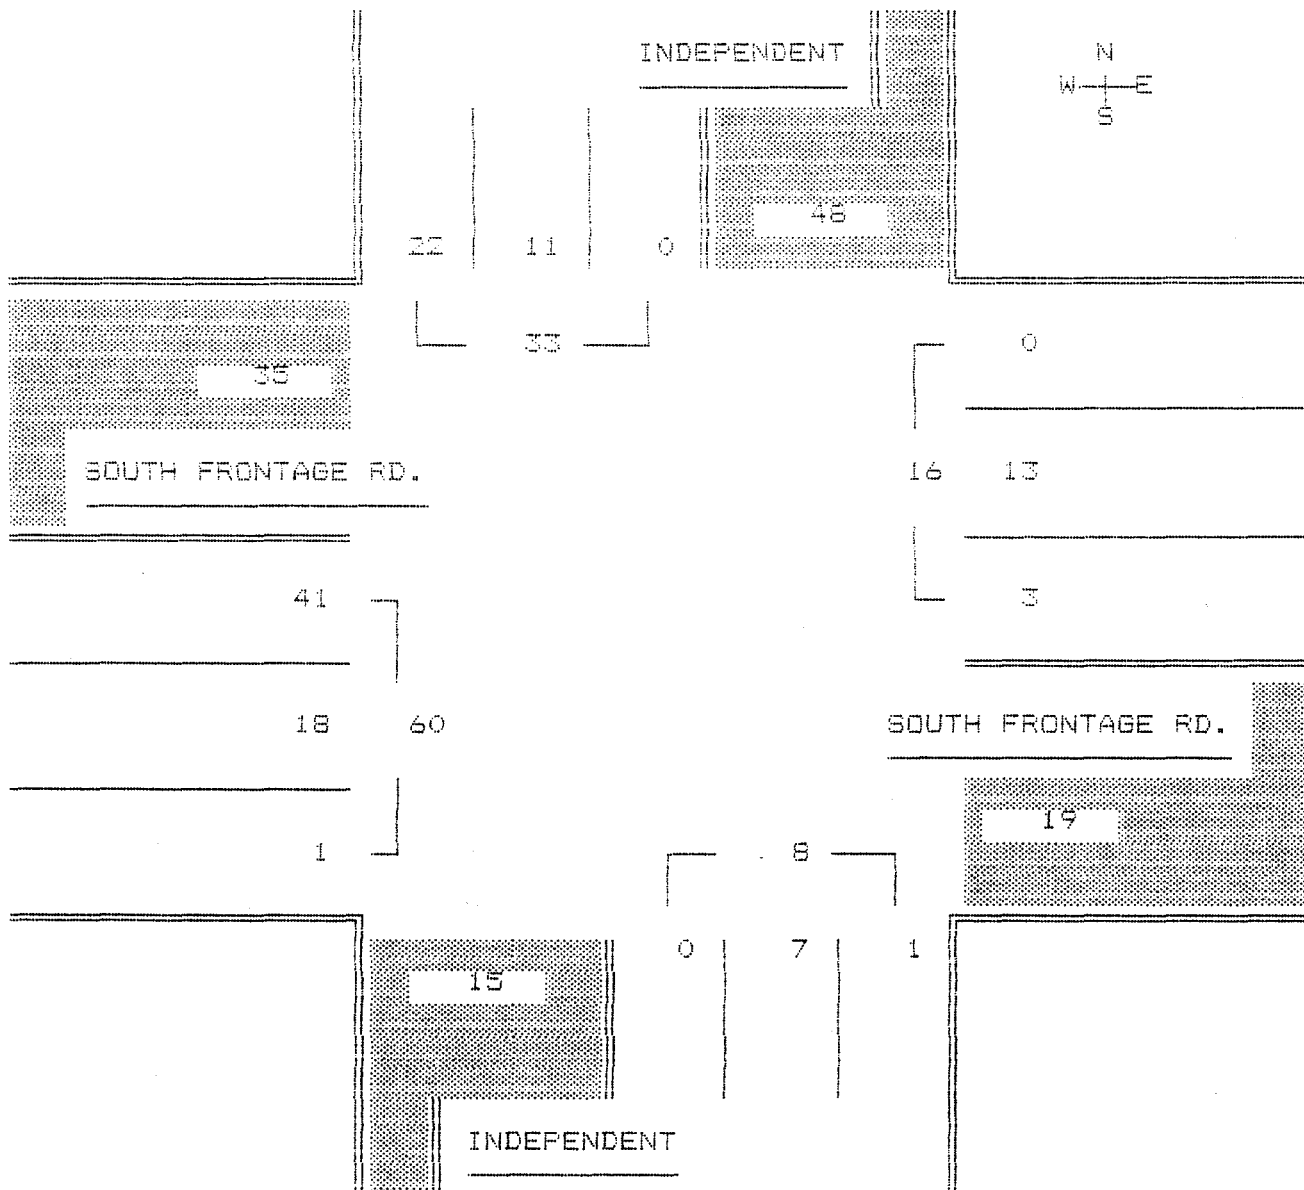 INDEPENDENT
N
W E
S
48
22 11 0
33
0
35
SOUTH FRONTAGE RD.
16 13
41
3
18 60
SOUTH FRONTAGE RD.
19
1
8
0 7 1
15
INDEPENDENT